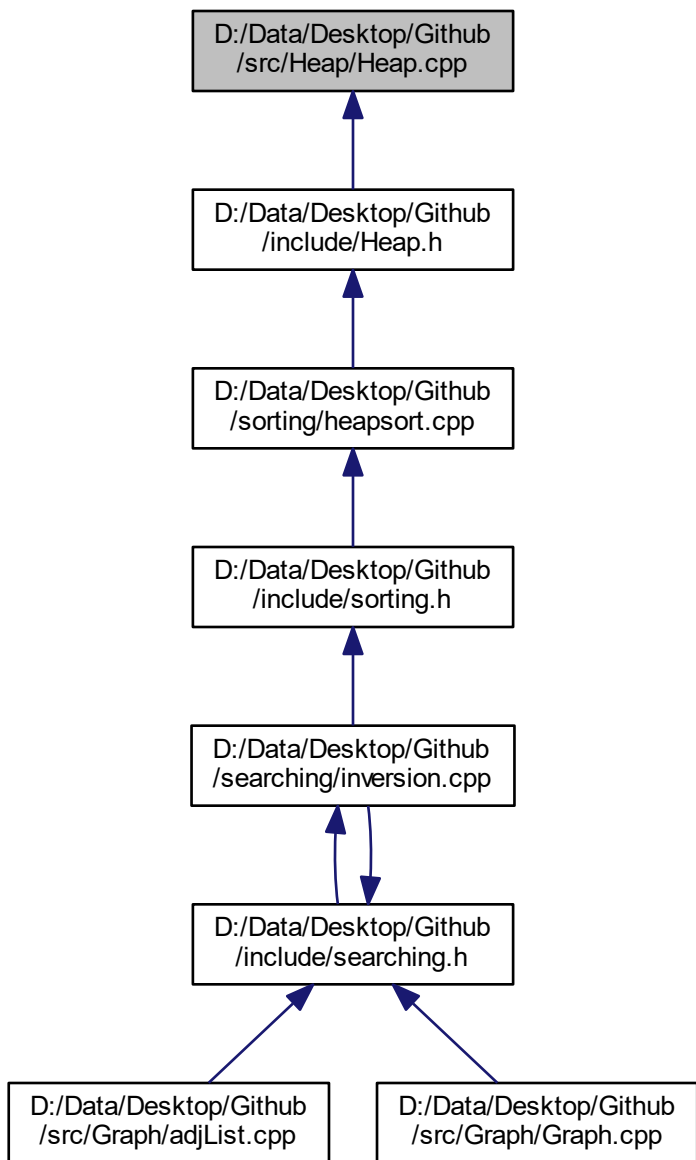 D:/Data/Desktop/Github
/src/Heap/Heap.cpp
D:/Data/Desktop/Github
/include/Heap.h
D:/Data/Desktop/Github
/sorting/heapsort.cpp
D:/Data/Desktop/Github
/include/sorting.h
D:/Data/Desktop/Github
/searching/inversion.cpp
D:/Data/Desktop/Github
/include/searching.h
D:/Data/Desktop/Github
/src/Graph/adjList.cpp
D:/Data/Desktop/Github
/src/Graph/Graph.cpp